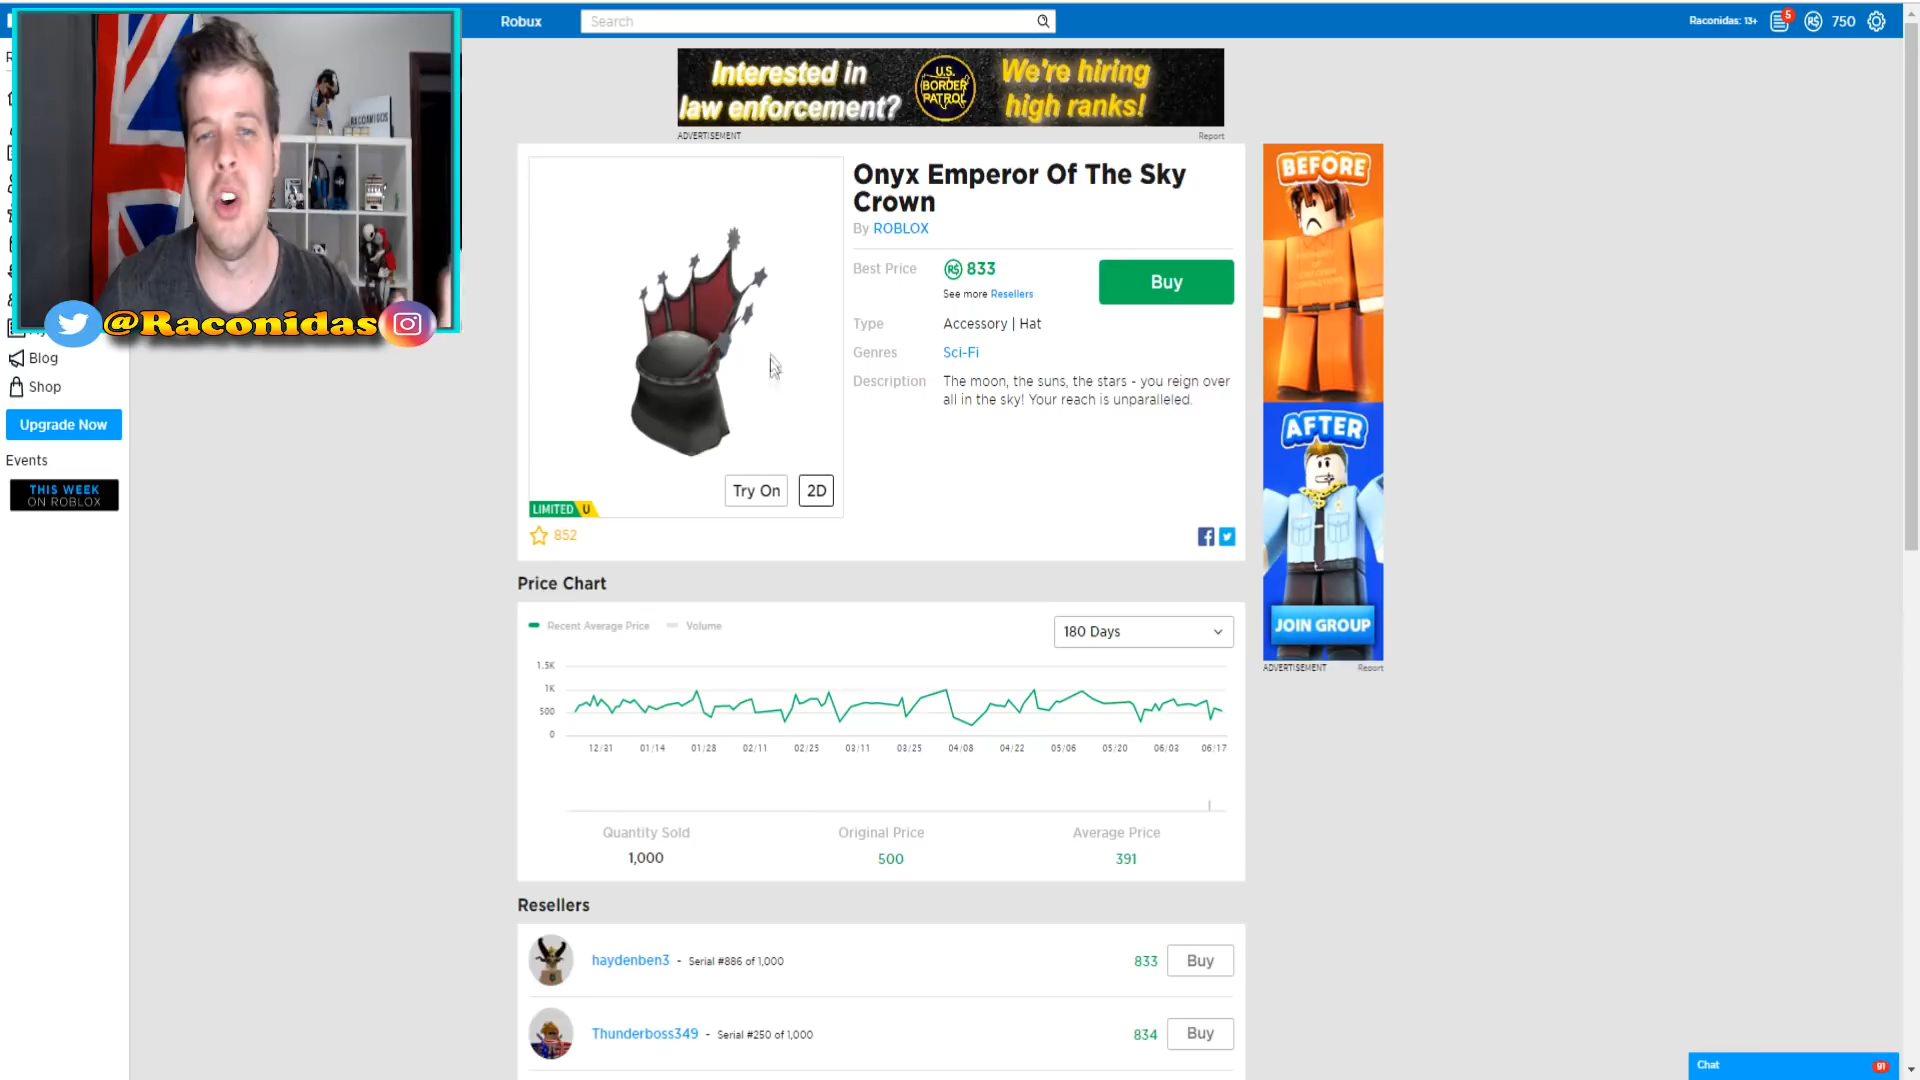 Robux
Search
Raconidas: 13+
5
750
Interested in
law enforcement?
U.S.
BORDER
PATROL
We're hiring
high ranks!
ADVERTISEMENT
Report
RACONIDAS
@Raconidas
Blog
Shop
Upgrade Now
Events
THIS WEEK
ON ROBLOX
Onyx Emperor Of The Sky
Crown
By ROBLOX
Best Price
R$ 833
See more Resellers
Buy
Type
Accessory | Hat
Genres
Sci-Fi
Description
The moon, the suns, the stars - you reign over
all in the sky! Your reach is unparalleled.
Try On
2D
LIMITED U
852
BEFORE
AFTER
JOIN GROUP
ADVERTISEMENT
Report
Price Chart
Recent Average Price
Volume
180 Days
1.5K
1K
500
0
12/31 01/14 01/28 02/11 02/25 03/11 03/25 04/08 04/22 05/06 05/20 06/03 06/17
Quantity Sold
1,000
Original Price
500
Average Price
391
Resellers
haydenben3 - Serial #886 of 1,000
833
Buy
Thunderboss349 - Serial #250 of 1,000
834
Buy
Chat
91